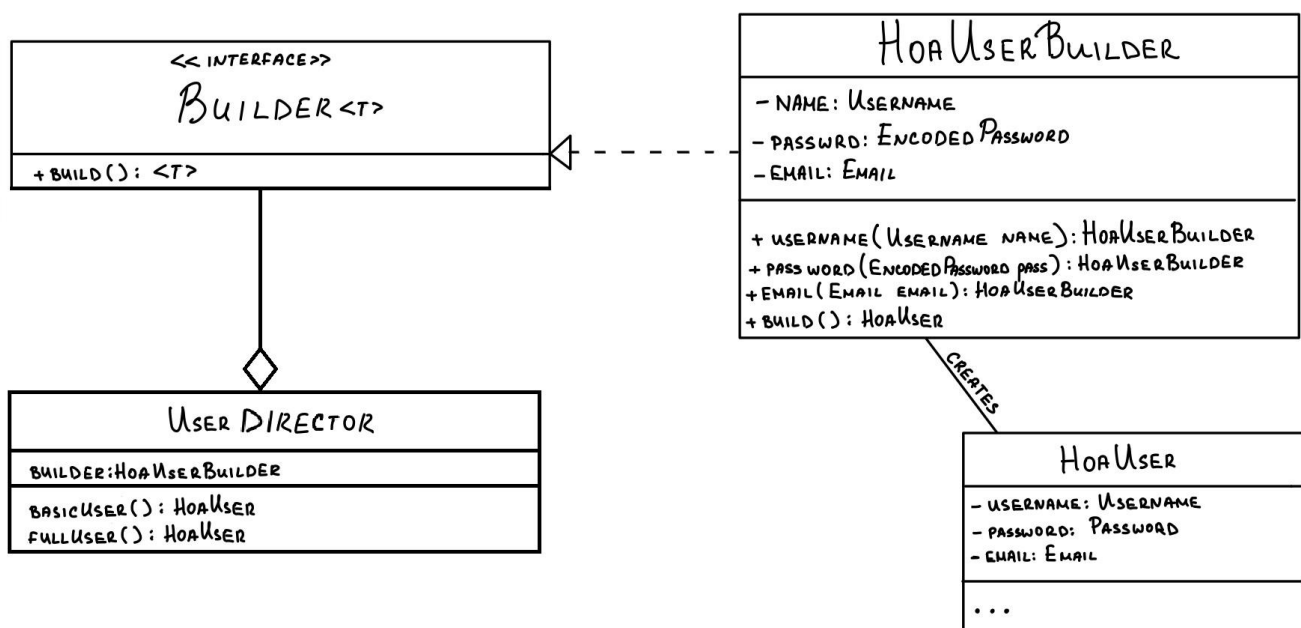 << INTERFACE >>
BUILDER <T>
+ BUILD(): <T>
HOAUSERBUILDER
- NAME: USERNAME
- PASSWRD: ENCODEDPASSWORD
- EMAIL: EMAIL
+ USERNAME(USERNAME NAME): HOAUSERBUILDER
+ PASSWORD(ENCODEDPASSWORD PASS): HOAUSERBUILDER
+ EMAIL(EMAIL EMAIL): HOAUSERBUILDER
+ BUILD(): HOAUSER
CREATES
USER DIRECTOR
BUILDER:HOAUSERBUILDER
BASICUSER(): HOAUSER
FULLUSER(): HOAUSER
HOAUSER
- USERNAME: USERNAME
- PASSWORD: PASSWORD
- EMAIL: EMAIL
...